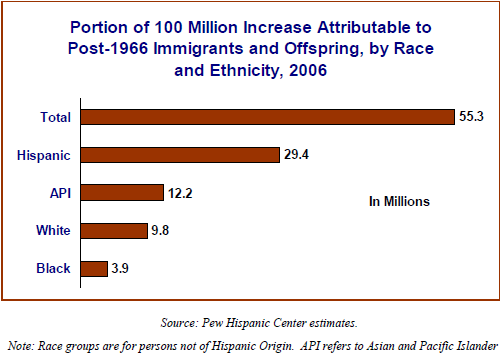 Portion of 100 Million Increase Attributable to
Post-1966 Immigrants and Offspring, by Race
and Ethnicity, 2006
Total 55.3
Hispanic 29.4
API 12.2
In Millions
White 9.8
Black 3.9
Source: Pew Hispanic Center estimates.
Note: Race groups are for persons not of Hispanic Origin. API refers to Asian and Pacific Islander